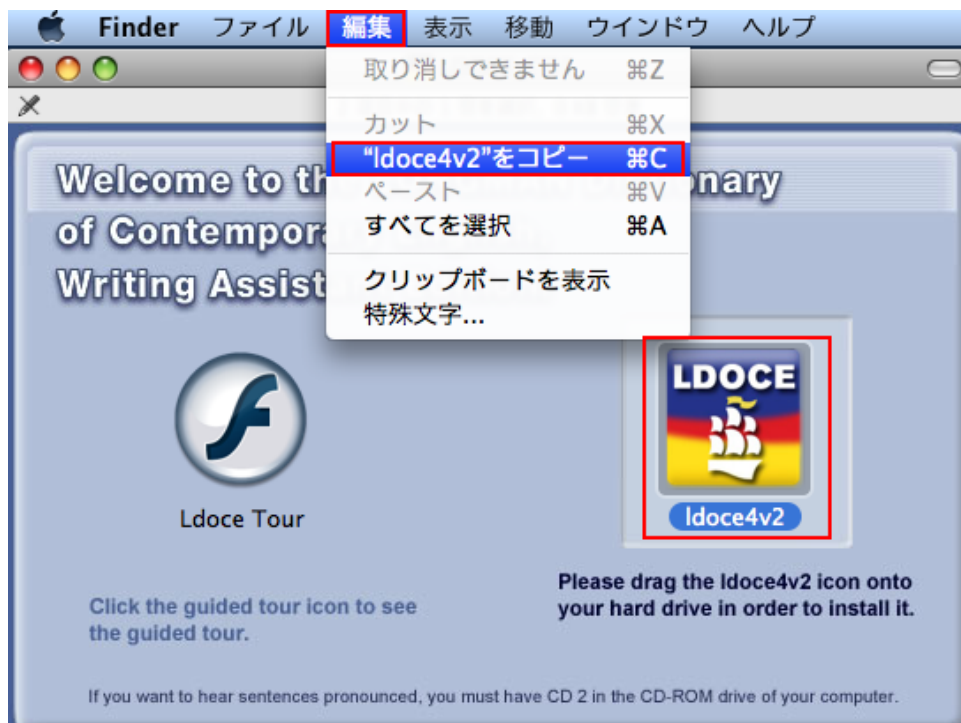 Finder ファイル 編集 表示 移動 ウインドウ ヘルプ
取り消しできません ⌘Z
カット ⌘X
“ldoce4v2”をコピー ⌘C
ペースト ⌘V
すべてを選択 ⌘A
クリップボードを表示
特殊文字...
Welcome to th
nary
of Contempor
Writing Assist
LDOCE
Ldoce Tour
ldoce4v2
Click the guided tour icon to see
the guided tour.
Please drag the ldoce4v2 icon onto
your hard drive in order to install it.
If you want to hear sentences pronounced, you must have CD 2 in the CD-ROM drive of your computer.